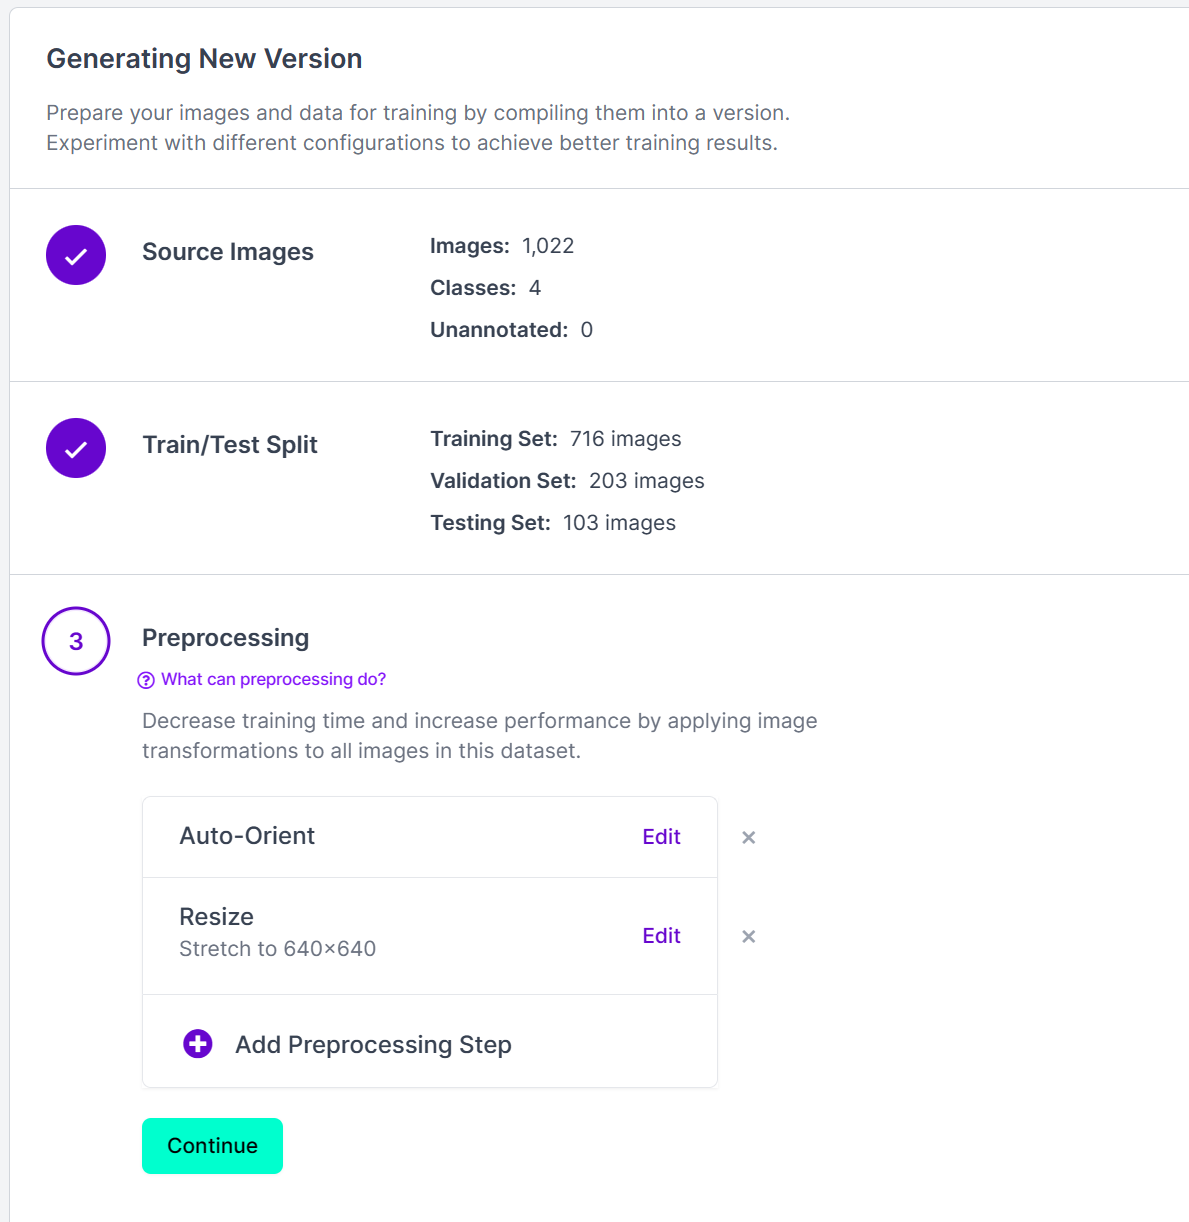 Generating New Version
Prepare your images and data for training by compiling them into a version.
Experiment with different configurations to achieve better training results.
Source Images
Images: 1,022
Classes: 4
Unannotated: 0
Train/Test Split
Training Set: 716 images
Validation Set: 203 images
Testing Set: 103 images
3
Preprocessing
What can preprocessing do?
Decrease training time and increase performance by applying image
transformations to all images in this dataset.
Auto-Orient Edit
Resize Edit
Stretch to 640×640
Add Preprocessing Step
Continue